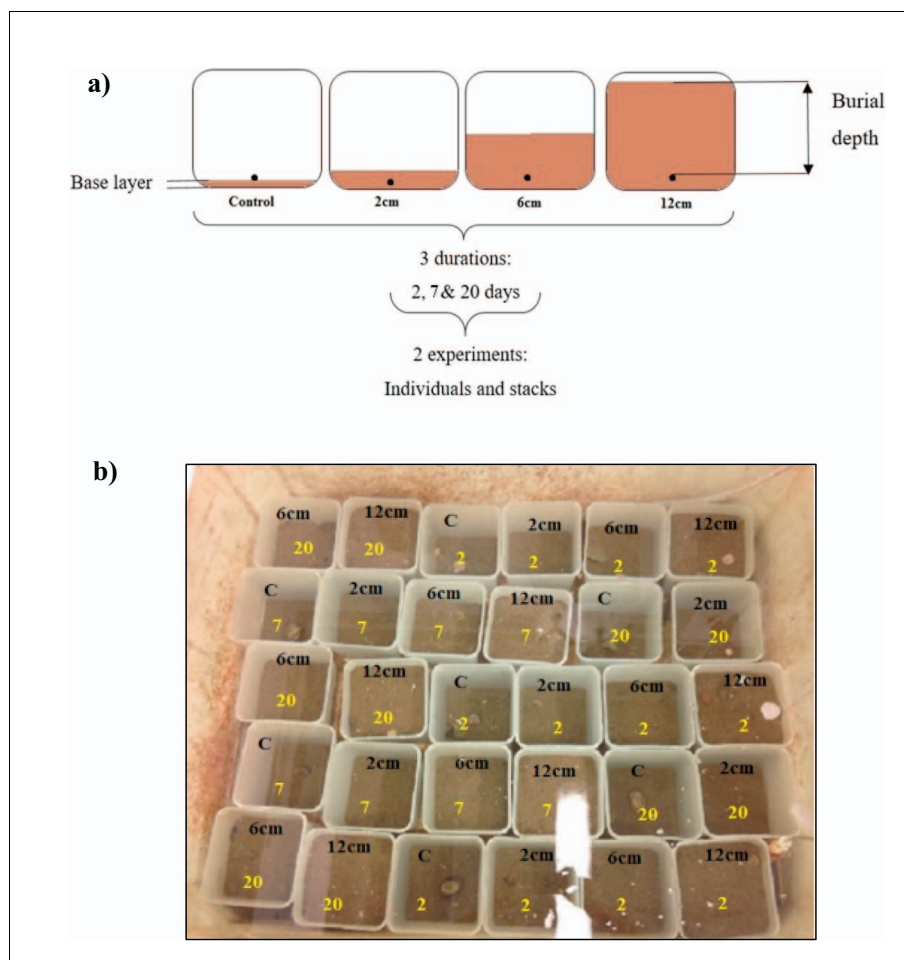 a)
Burial
depth
Base layer
Control 2cm 6cm 12cm
3 durations:
2, 7& 20 days
2 experiments:
Individuals and stacks
b)
6cm 12cm C 2cm 6cm 12cm
20 20 2 2 2 2
C 2cm 6cm 12cm C 2cm
7 7 7 7 20 20
6cm 12cm C 2cm 6cm 12cm
20 20 2 2 2 2
C 2cm 6cm 12cm C 2cm
7 7 7 7 20 20
6cm 12cm C 2cm 6cm 12cm
20 20 2 2 2 2